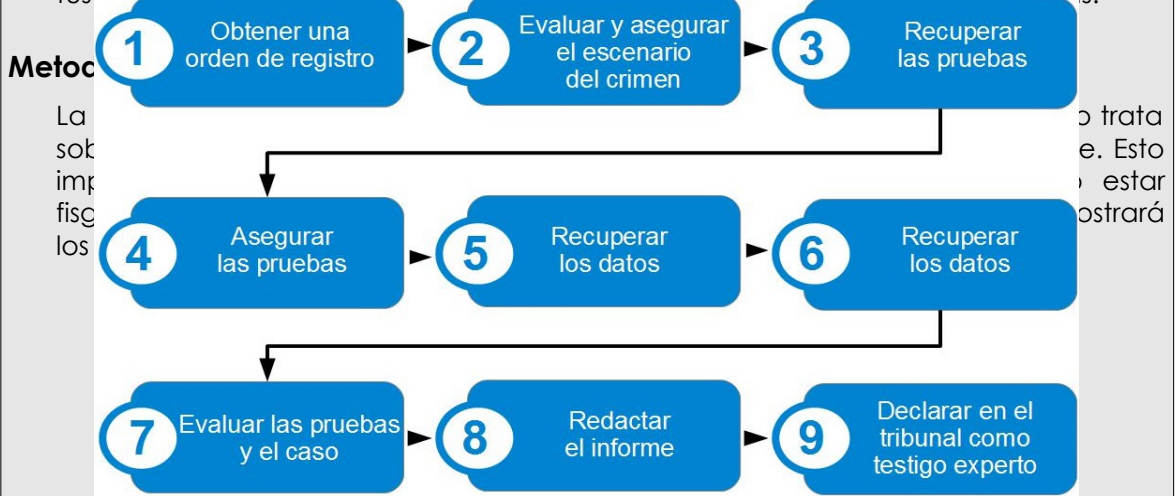 1
Obtener una
orden de registro
2
Evaluar y asegurar
el escenario
del crimen
3
Recuperar
las pruebas
Metod
La
trata
sob
e. Esto
imp
estar
fisg
ostrará
los
4
Asegurar
las pruebas
5
Recuperar
los datos
6
Recuperar
los datos
7
Evaluar las pruebas
y el caso
8
Redactar
el informe
9
Declarar en el
tribunal como
testigo experto